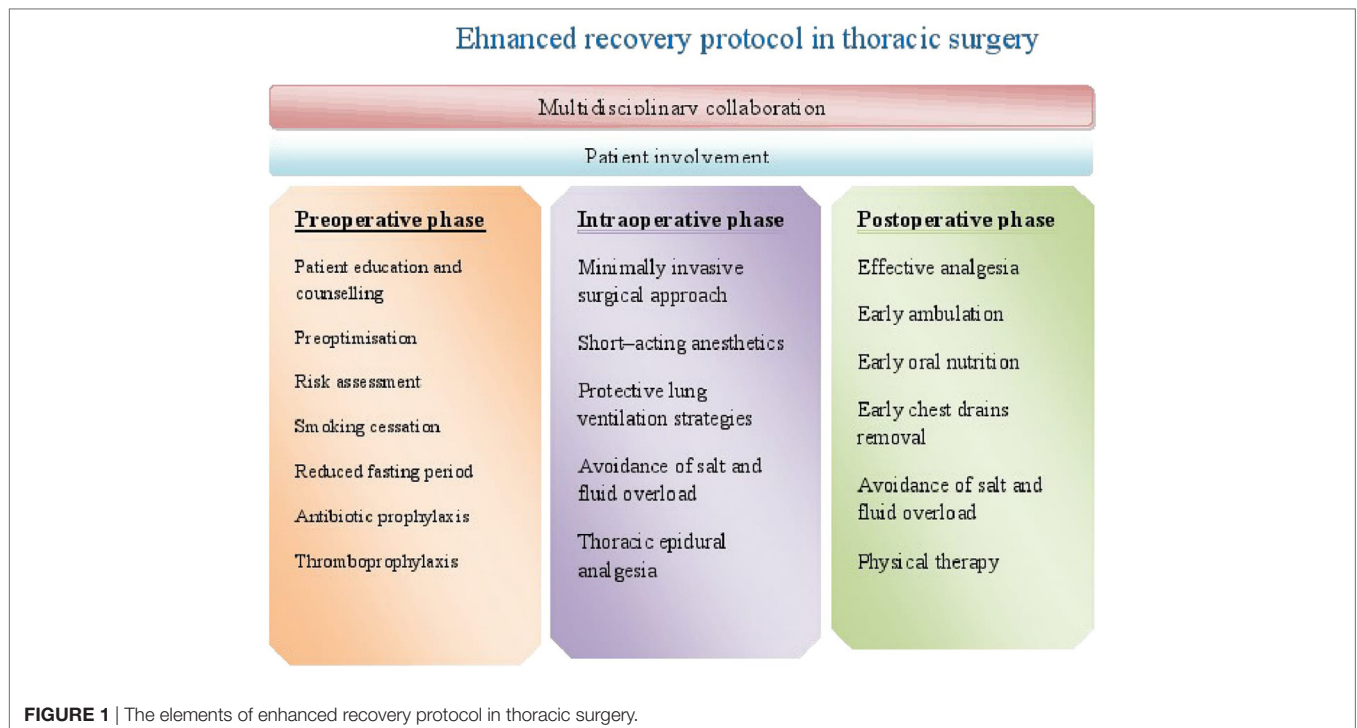 Ehnanced recovery protocol in thoracic surgery
Multidisciplinary collaboration
Patient involvement
Preoperative phase
Patient education and
counselling
Preoptimisation
Risk assessment
Smoking cessation
Reduced fasting period
Antibiotic prophylaxis
Thromboprophylaxis
Intraoperative phase
Minimally invasive
surgical approach
Short–acting anesthetics
Protective lung
ventilation strategies
Avoidance of salt and
fluid overload
Thoracic epidural
analgesia
Postoperative phase
Effective analgesia
Early ambulation
Early oral nutrition
Early chest drains
removal
Avoidance of salt and
fluid overload
Physical therapy
FIGURE 1 | The elements of enhanced recovery protocol in thoracic surgery.